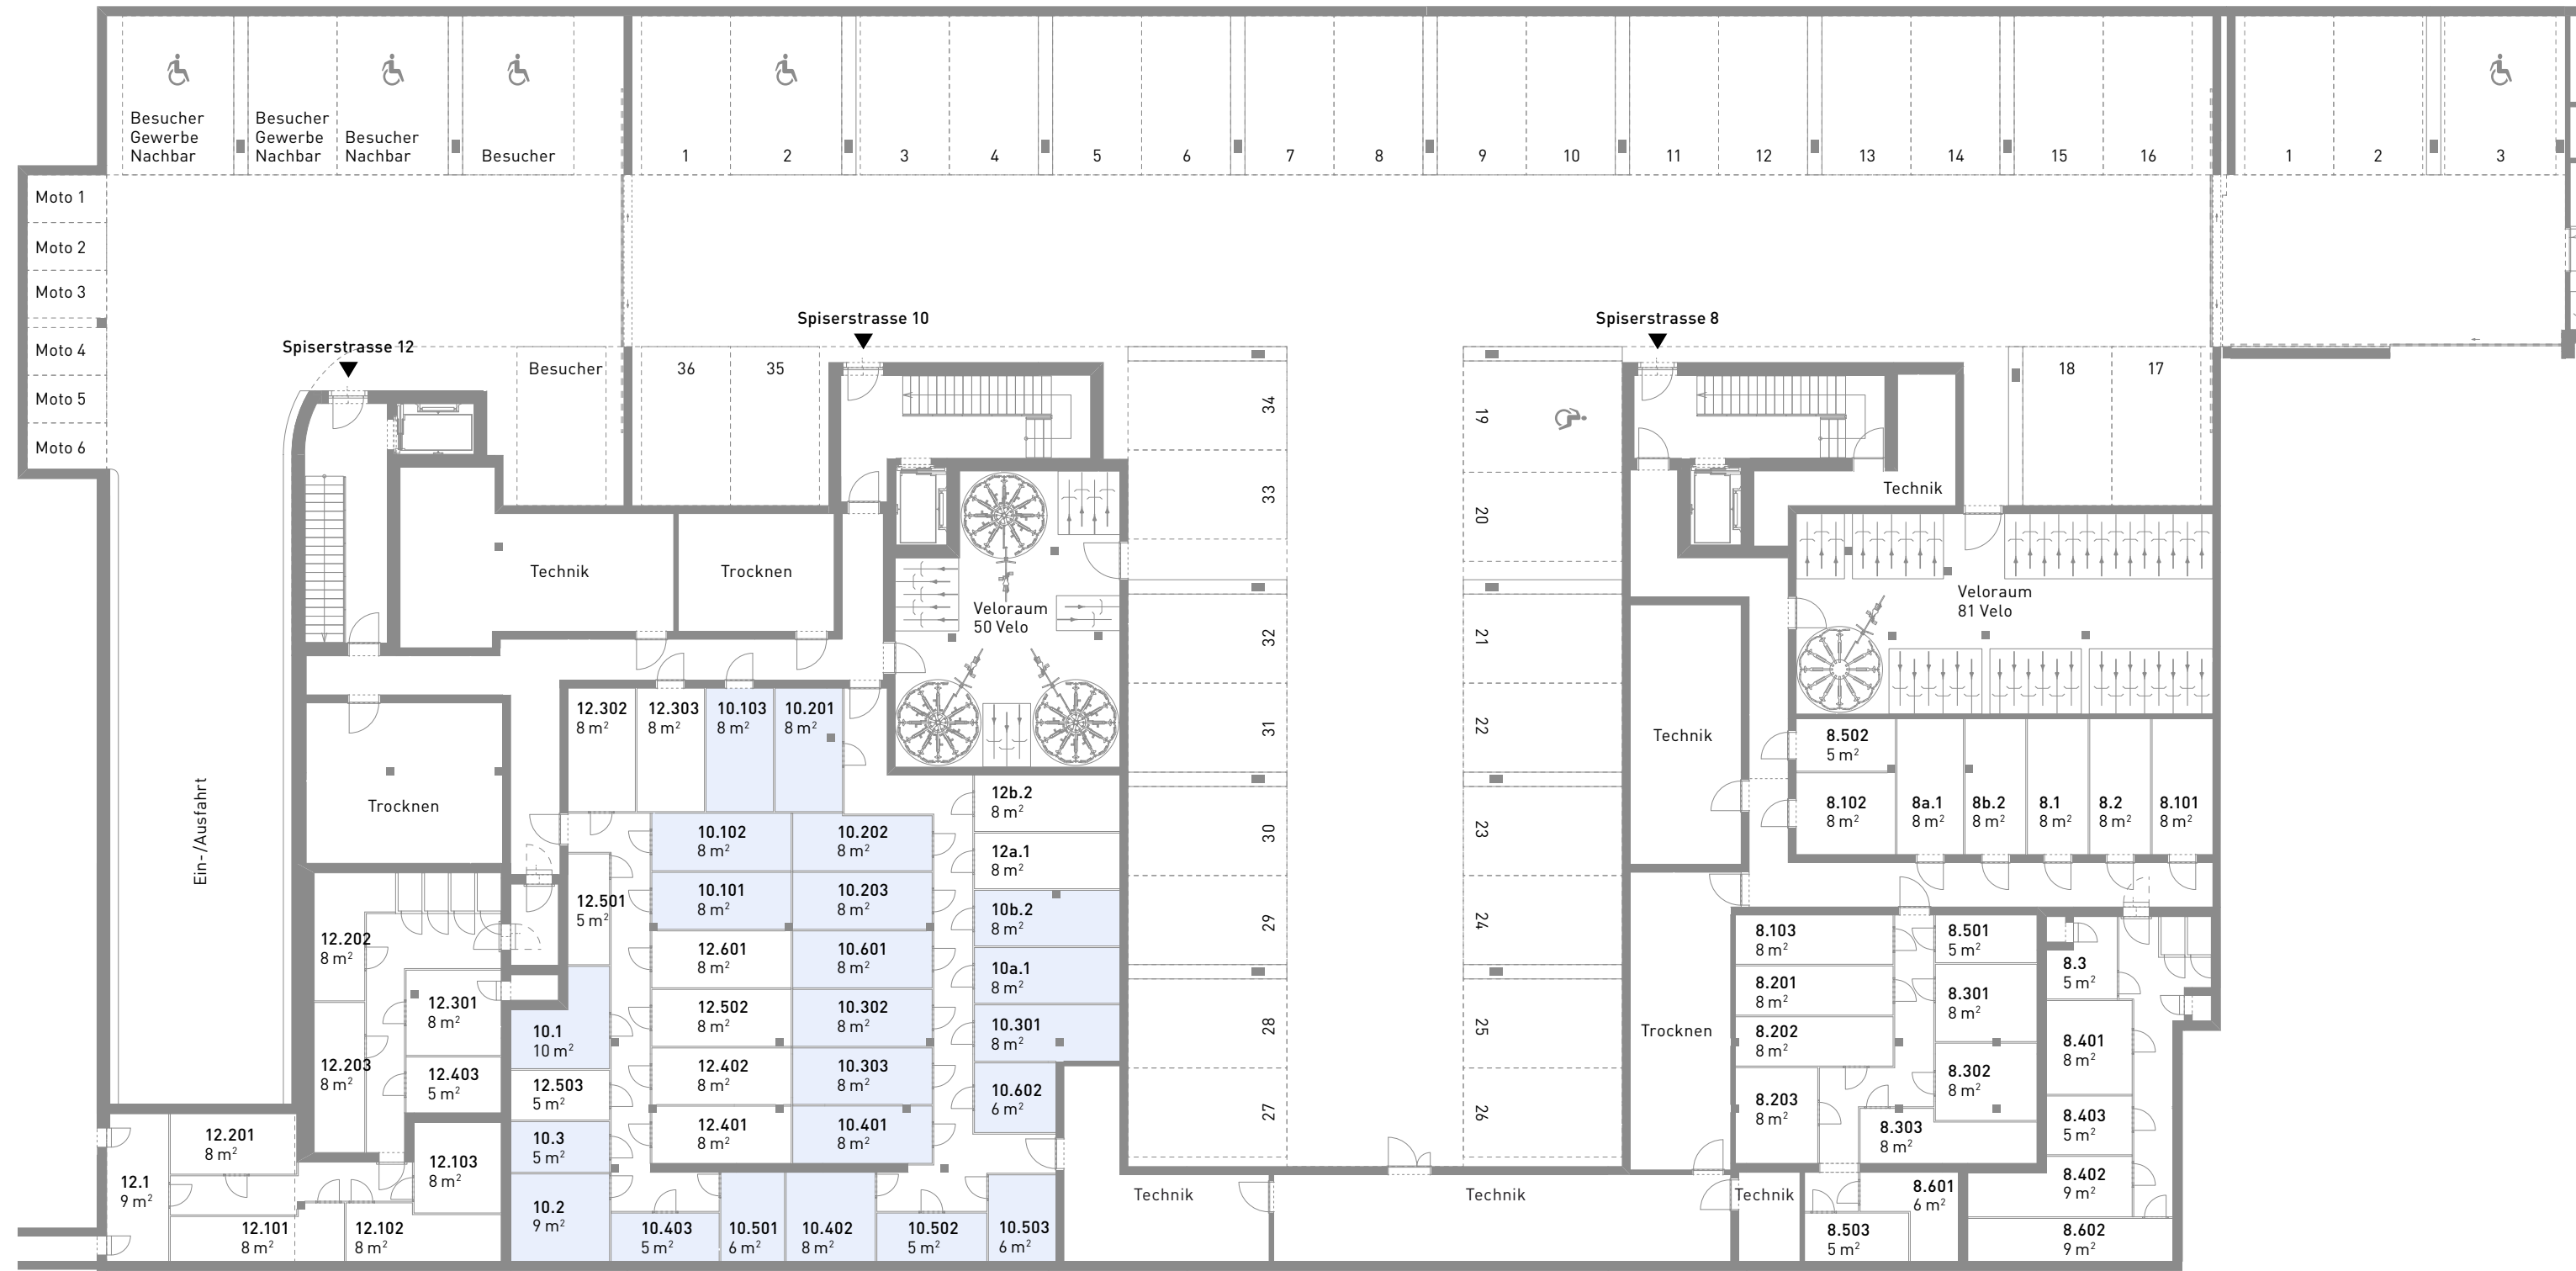 Besucher
Gewerbe
Nachbar
Besucher
Gewerbe
Nachbar
Besucher
Nachbar
Besucher
1
2
3
4
5
6
7
8
9
10
11
12
13
14
15
16
1
2
3
Moto 1
Moto 2
Moto 3
Moto 4
Moto 5
Moto 6
Spiserstrasse 12
Spiserstrasse 10
Spiserstrasse 8
Besucher
36
35
34
33
32
31
30
29
28
27
19
20
21
22
23
24
25
26
18
17
Technik
Technik
Trocknen
Veloraum
50 Velo
Veloraum
81 Velo
Ein-/Ausfahrt
Trocknen
Technik
Trocknen
12.302
8 m²
12.303
8 m²
10.103
8 m²
10.201
8 m²
12b.2
8 m²
12a.1
8 m²
10b.2
8 m²
10a.1
8 m²
10.301
8 m²
10.602
6 m²
10.102
8 m²
10.202
8 m²
10.101
8 m²
10.203
8 m²
12.601
8 m²
10.601
8 m²
12.502
8 m²
10.302
8 m²
12.402
8 m²
10.303
8 m²
12.401
8 m²
10.401
8 m²
12.501
5 m²
10.1
10 m²
12.503
5 m²
10.3
5 m²
10.2
9 m²
10.403
5 m²
10.501
6 m²
10.402
8 m²
10.502
5 m²
10.503
6 m²
12.202
8 m²
12.203
8 m²
12.301
8 m²
12.403
5 m²
12.103
8 m²
12.201
8 m²
12.1
9 m²
12.101
8 m²
12.102
8 m²
8.502
5 m²
8.102
8 m²
8a.1
8 m²
8b.2
8 m²
8.1
8 m²
8.2
8 m²
8.101
8 m²
8.103
8 m²
8.201
8 m²
8.202
8 m²
8.203
8 m²
8.501
5 m²
8.301
8 m²
8.302
8 m²
8.303
8 m²
8.3
5 m²
8.401
8 m²
8.403
5 m²
8.402
9 m²
8.602
9 m²
8.601
6 m²
8.503
5 m²
Technik
Technik
Technik